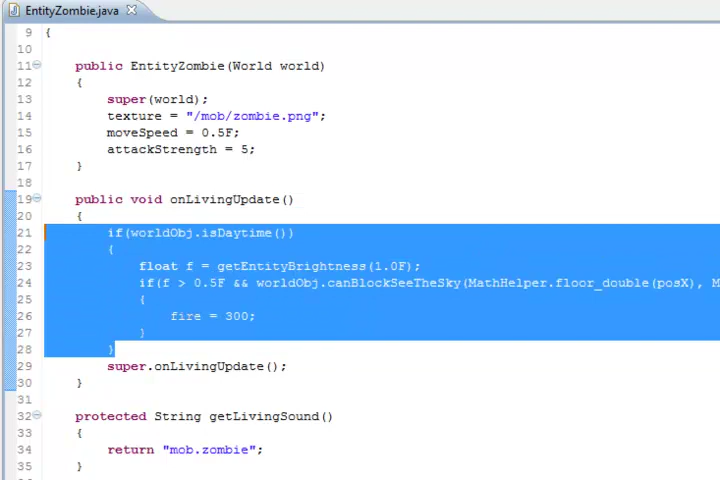 EntityZombie.java
9 {
10
11 public EntityZombie(World world)
12 {
13 super(world);
14 texture = "/mob/zombie.png";
15 moveSpeed = 0.5F;
16 attackStrength = 5;
17 }
18
19 public void onLivingUpdate()
20 {
21 if(worldObj.isDaytime())
22 {
23 float f = getEntityBrightness(1.0F);
24 if(f > 0.5F && worldObj.canBlockSeeTheSky(MathHelper.floor_double(posX), M
25 {
26 fire = 300;
27 }
28 }
29 super.onLivingUpdate();
30 }
31
32 protected String getLivingSound()
33 {
34 return "mob.zombie";
35 }